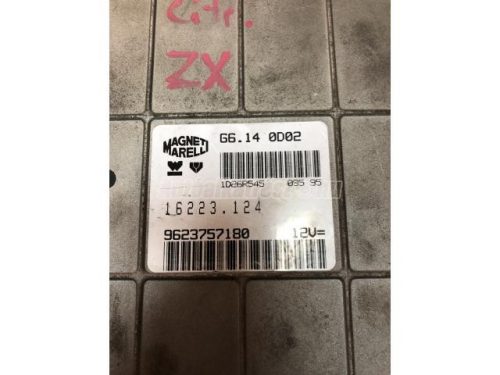 Citr.
ZX
MAGNETI MARELLI
G6.14 0D02
1D26R545 035 95
16223.124
9623757180 12V=